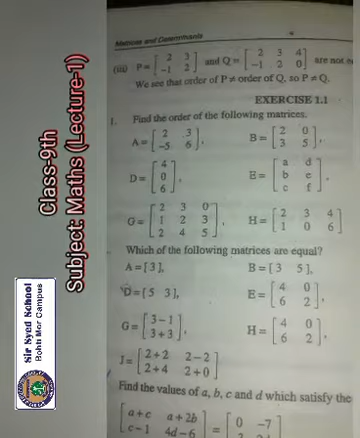 Class-9th
Subject: Maths (Lecture-1)
Sir Syed School
Rohh Mor Campus
Matrices and Determinants
(iii) P = [ 2 3 ; -1 2 ] and Q = [ 2 3 4 ; -1 2 0 ] are not
We see that order of P ≠ order of Q, so P ≠ Q.
EXERCISE 1.1
1. Find the order of the following matrices.
A = [ 2 3 ; -5 6 ], B = [ 2 0 ; 3 5 ],
D = [ 4 ; 0 ; 6 ], E = [ a d ; b e ; c f ],
G = [ 2 3 0 ; 1 2 3 ; 2 4 5 ], H = [ 2 3 4 ; 1 0 6 ]
Which of the following matrices are equal?
A = [ 3 ], B = [ 3 5 ],
D = [ 5 3 ], E = [ 4 0 ; 6 2 ],
G = [ 3-1 ; 3+3 ], H = [ 4 0 ; 6 2 ],
J = [ 2+2 2-2 ; 2+4 2+0 ]
Find the values of a, b, c and d which satisfy the
[ a+c a+2b ; c-1 4d-6 ] = [ 0 -7